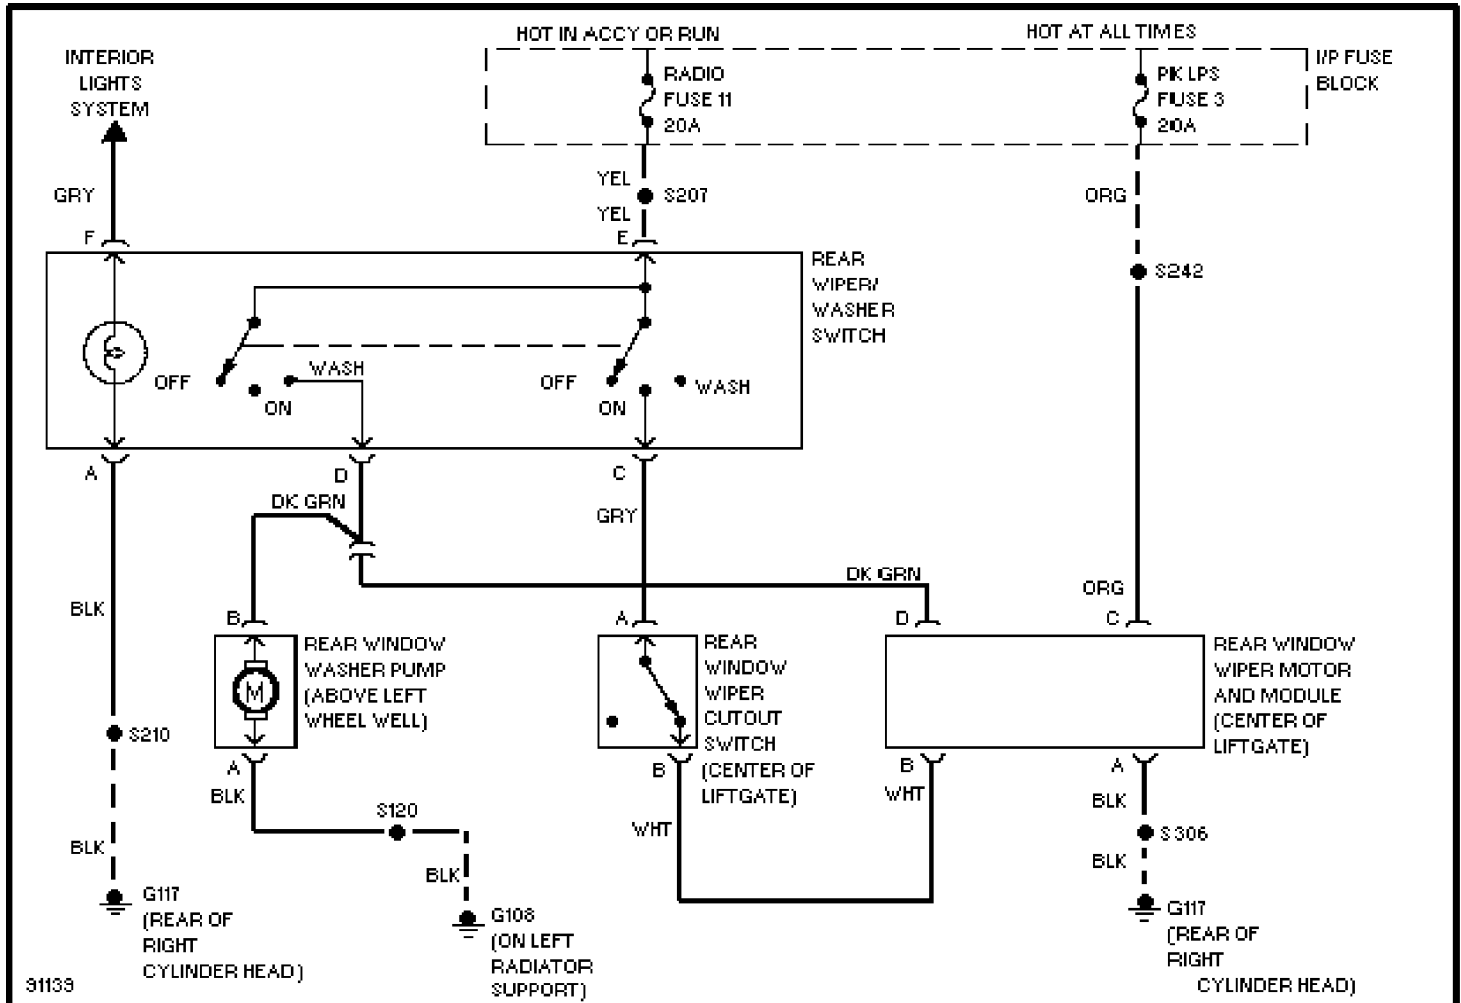 HOT IN ACCY OR RUN
HOT AT ALL TIMES
INTERIOR
LIGHTS
SYSTEM
RADIO
FUSE 11
20A
PK LPS
FUSE 3
20A
I/P FUSE
BLOCK
GRY
YEL
S207
YEL
ORG
F
E
S242
REAR
WIPER/
WASHER
SWITCH
OFF
WASH
ON
OFF
WASH
ON
A
D
C
DK GRN
GRY
DK GRN
ORG
BLK
B
A
D
C
REAR WINDOW
WASHER PUMP
(ABOVE LEFT
WHEEL WELL)
M
REAR
WINDOW
WIPER
CUTOUT
SWITCH
(CENTER OF
LIFTGATE)
REAR WINDOW
WIPER MOTOR
AND MODULE
(CENTER OF
LIFTGATE)
S210
A
BLK
B
B
WHT
A
BLK
S120
WHT
S306
BLK
BLK
BLK
G117
(REAR OF
RIGHT
CYLINDER HEAD)
G108
(ON LEFT
RADIATOR
SUPPORT)
G117
(REAR OF
RIGHT
CYLINDER HEAD)
91139